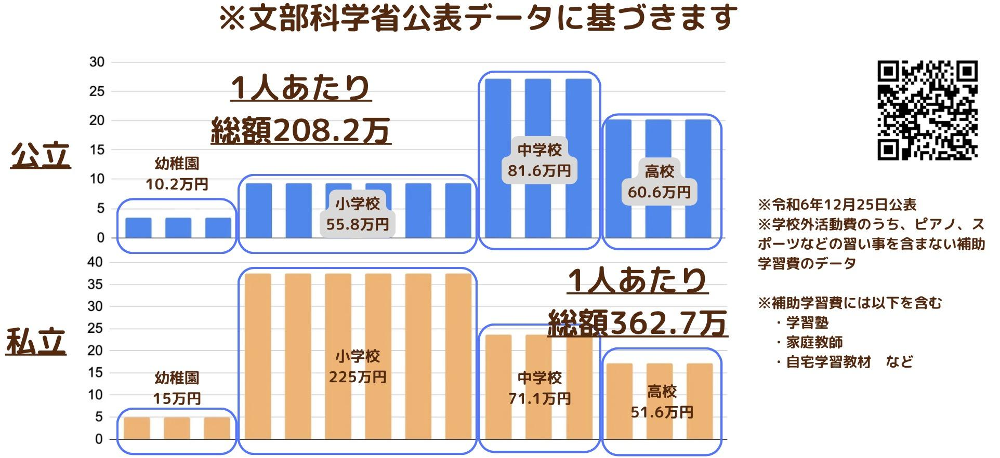 ※文部科学省公表データに基づきます
公立
30
25
20
15
10
5
0
1人あたり
総額208.2万
幼稚園
10.2万円
小学校
55.8万円
中学校
81.6万円
高校
60.6万円
私立
40
35
30
25
20
15
10
5
0
1人あたり
総額362.7万
幼稚園
15万円
小学校
225万円
中学校
71.1万円
高校
51.6万円
※令和6年12月25日公表
※学校外活動費のうち、ピアノ、ス
ポーツなどの習い事を含まない補助
学習費のデータ
※補助学習費には以下を含む
・学習塾
・家庭教師
・自宅学習教材　など